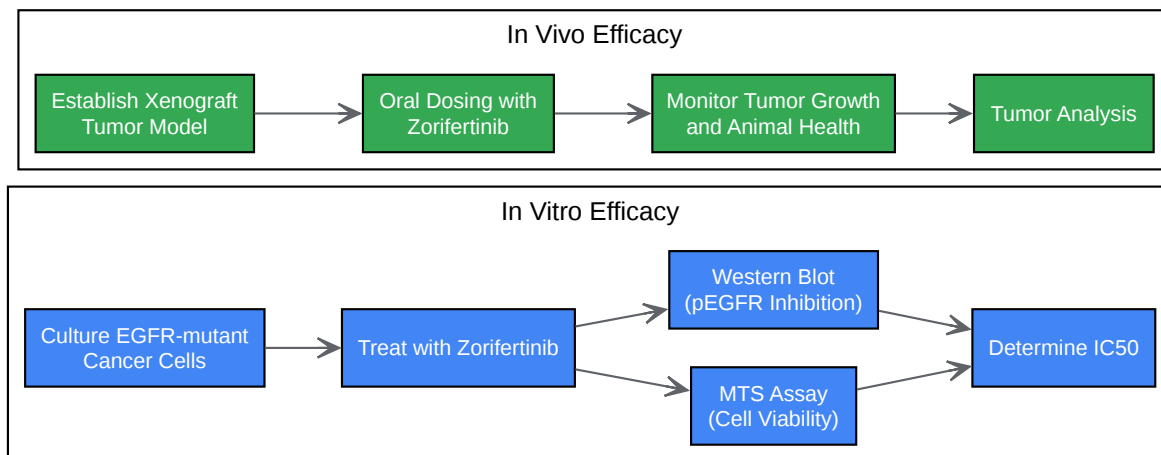 In Vivo Efficacy
Establish Xenograft
Tumor Model
Oral Dosing with
Zorifertinib
Monitor Tumor Growth
and Animal Health
Tumor Analysis
In Vitro Efficacy
Culture EGFR-mutant
Cancer Cells
Treat with Zorifertinib
Western Blot
(pEGFR Inhibition)
MTS Assay
(Cell Viability)
Determine IC50